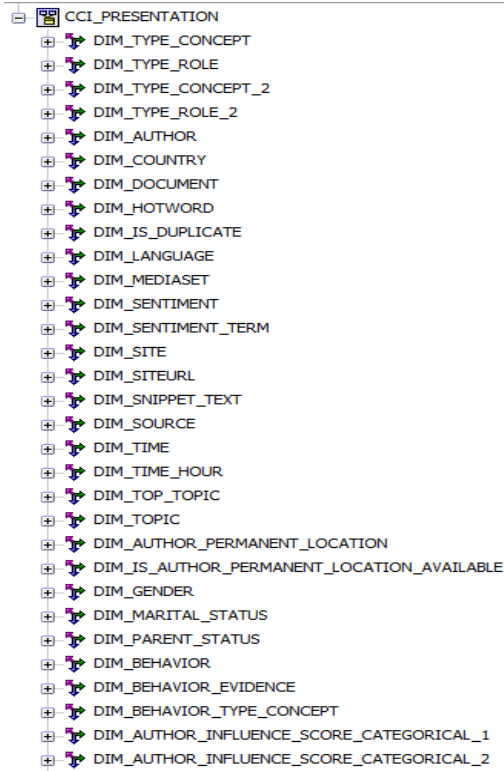 CCI_PRESENTATION
DIM_TYPE_CONCEPT
DIM_TYPE_ROLE
DIM_TYPE_CONCEPT_2
DIM_TYPE_ROLE_2
DIM_AUTHOR
DIM_COUNTRY
DIM_DOCUMENT
DIM_HOTWORD
DIM_IS_DUPLICATE
DIM_LANGUAGE
DIM_MEDIASET
DIM_SENTIMENT
DIM_SENTIMENT_TERM
DIM_SITE
DIM_SITEURL
DIM_SNIPPET_TEXT
DIM_SOURCE
DIM_TIME
DIM_TIME_HOUR
DIM_TOP_TOPIC
DIM_TOPIC
DIM_AUTHOR_PERMANENT_LOCATION
DIM_IS_AUTHOR_PERMANENT_LOCATION_AVAILABLE
DIM_GENDER
DIM_MARITAL_STATUS
DIM_PARENT_STATUS
DIM_BEHAVIOR
DIM_BEHAVIOR_EVIDENCE
DIM_BEHAVIOR_TYPE_CONCEPT
DIM_AUTHOR_INFLUENCE_SCORE_CATEGORICAL_1
DIM_AUTHOR_INFLUENCE_SCORE_CATEGORICAL_2